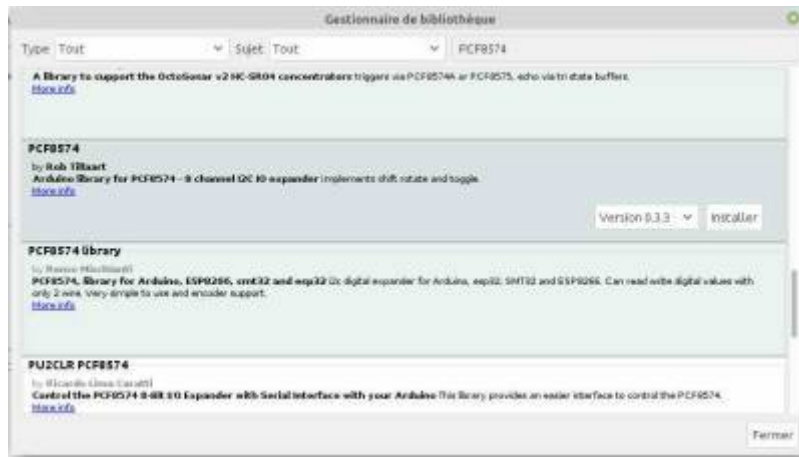 Gestionnaire de bibliothèque
Type Tout Sujet Tout PCF8574
A library to support the OctoSonar v2 HC-SR04 concentrators triggers via PCF8574A or PCF8575, echo via tri state buffers.
More info
PCF8574
by Rob Tillaart
Arduino library for PCF8574 - 8 channel I2C IO expander Implements shift rotate and toggle.
More info
Version 0.3.3 Installer
PCF8574 library
by Renzo Mischianti
PCF8574, library for Arduino, ESP8266, smt32 and esp32 i2c digital expander for Arduino, esp32, SMT32 and ESP8266. Can read write digital values with
only 2 wire. Very simple to use and encoder support.
More info
PU2CLR PCF8574
by Ricardo Lima Caratti
Control the PCF8574 8-Bit I/O Expander with Serial Interface with your Arduino This library provides an easier interface to control the PCF8574.
More info
Fermer